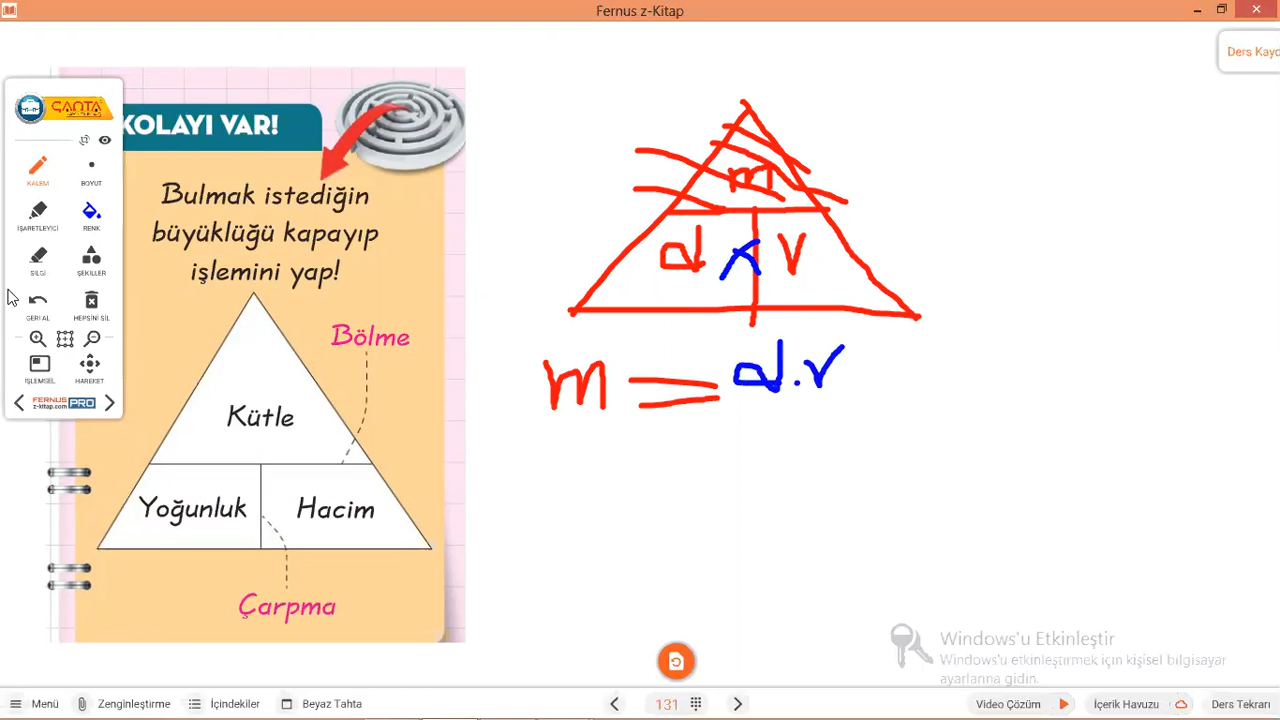 Fernus z-Kitap
Ders Kayd
ÇANTA
KALEM
BOYUT
İŞARETLEYİCİ
RENK
SİLGİ
ŞEKİLLER
GERİ AL
HEPSİNİ SİL
İŞLEMSEL
HAREKET
FERNUS
z-kitap.com
PRO
KOLAYI VAR!
Bulmak istediğin
büyüklüğü kapayıp
işlemini yap!
Bölme
Kütle
Yoğunluk
Hacim
Çarpma
m
d
v
m = d.v
Windows'u Etkinleştir
Windows'u etkinleştirmek için kişisel bilgisayar
ayarlarına gidin.
Menü
Zenginleştirme
İçindekiler
Beyaz Tahta
131
Video Çözüm
İçerik Havuzu
Ders Tekrarı